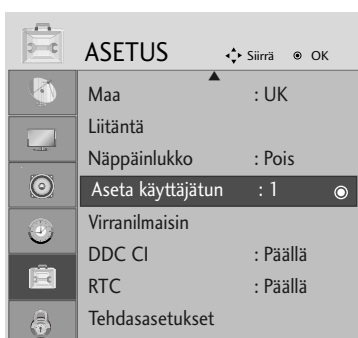 ASETUS Siirrä OK
Maa : UK
Liitäntä
Näppäinlukko : Pois
Aseta käyttäjätun : 1
Virranilmaisin
DDC CI : Päällä
RTC : Päällä
Tehdasasetukset